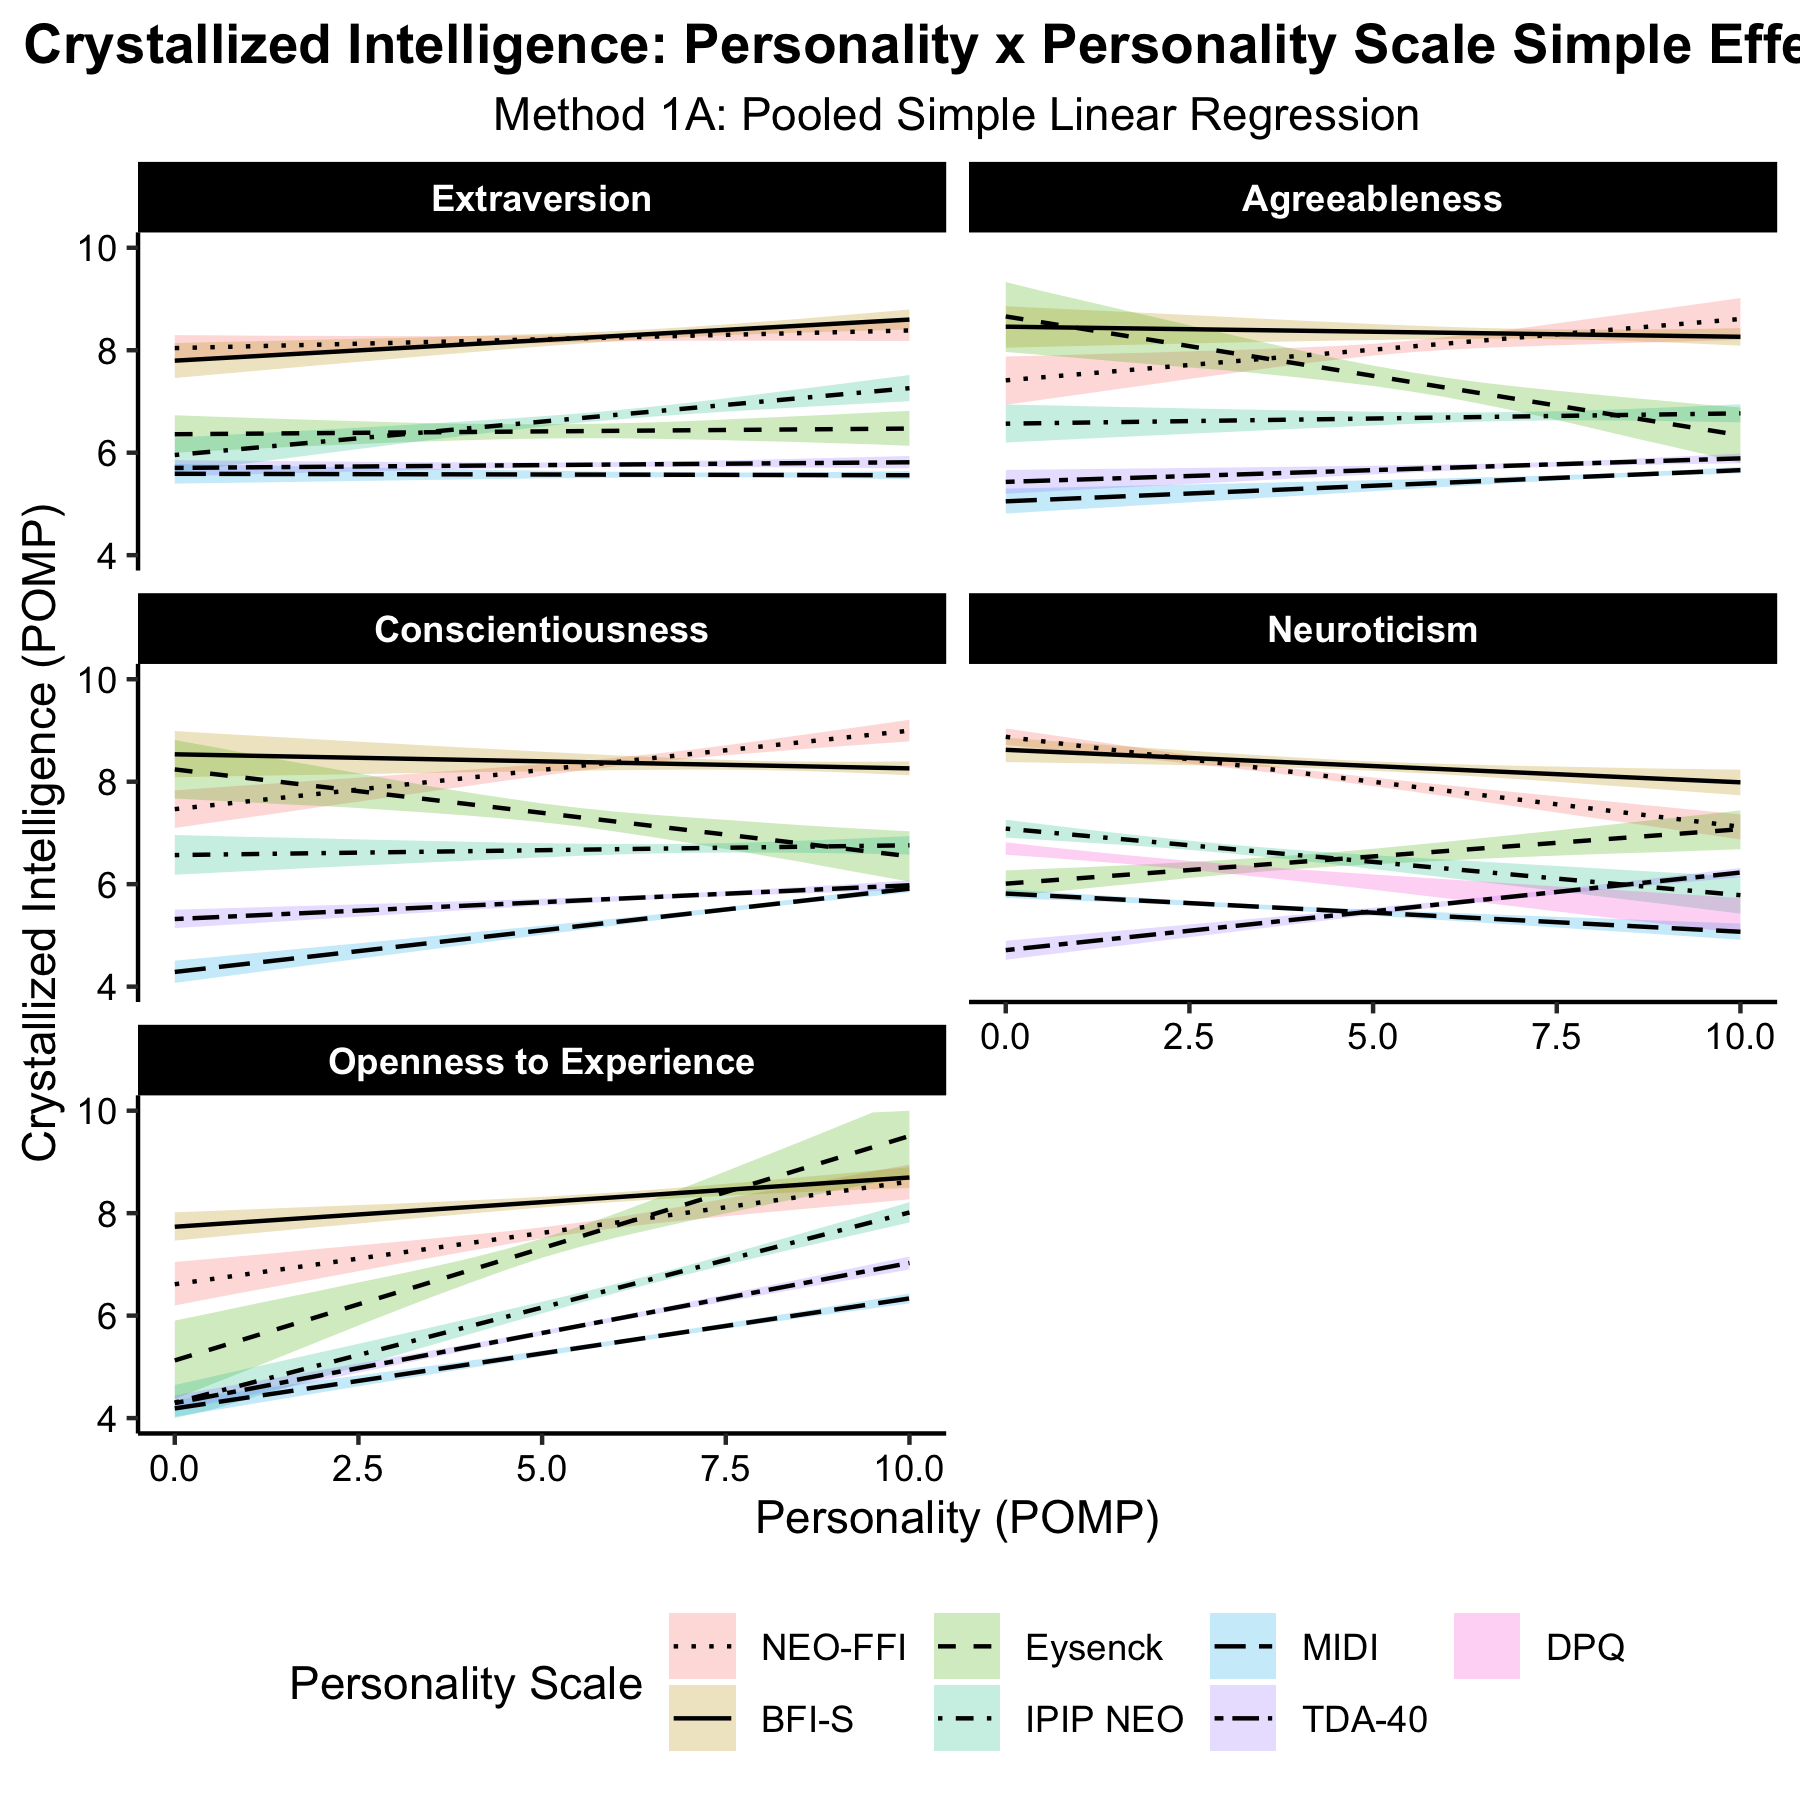 Crystallized Intelligence: Personality x Personality Scale Simple Effe
Method 1A: Pooled Simple Linear Regression
Extraversion
Agreeableness
10
8
6
4
Conscientiousness
Neuroticism
10
8
6
4
0.0 2.5 5.0 7.5 10.0
Openness to Experience
10
8
6
4
0.0 2.5 5.0 7.5 10.0
Crystallized Intelligence (POMP)
Personality (POMP)
Personality Scale
NEO-FFI Eysenck MIDI DPQ
BFI-S IPIP NEO TDA-40